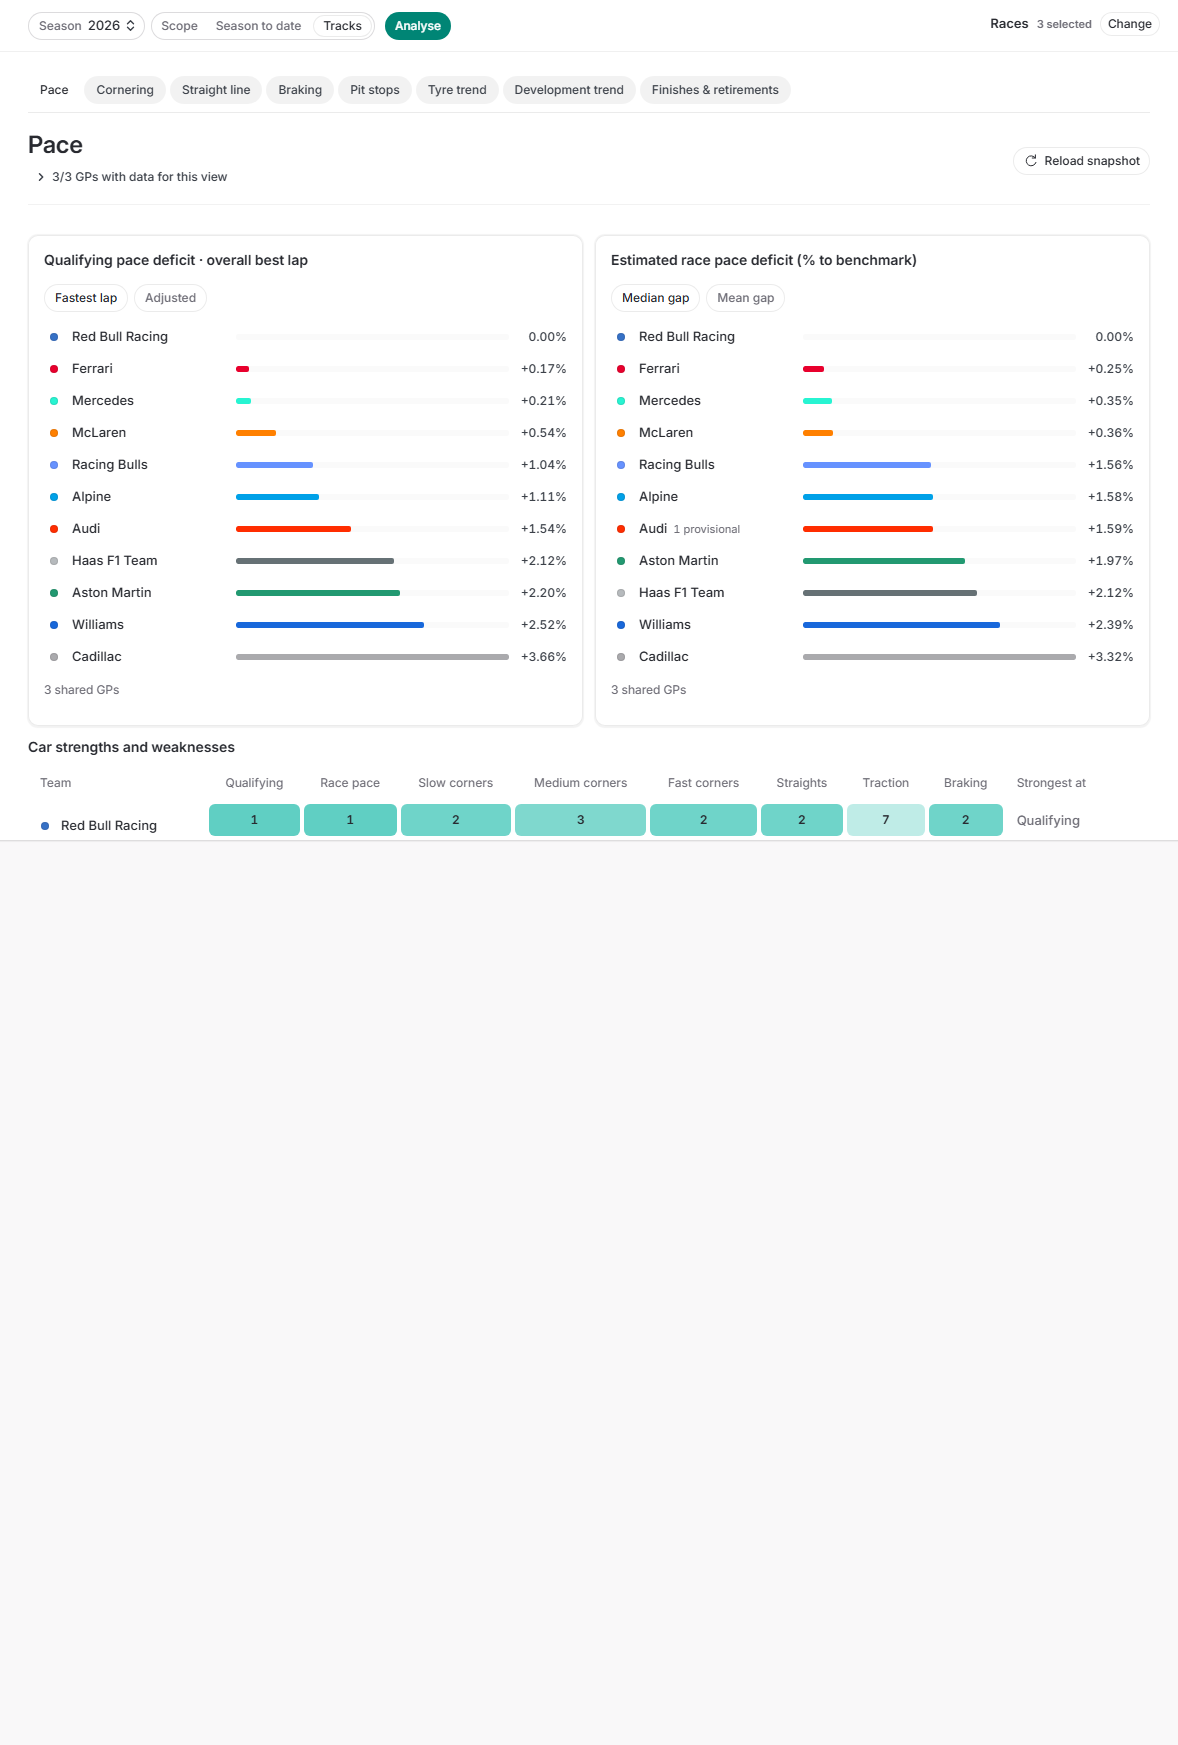 Season 2026 Scope Season to date Tracks Analyse Races 3 selected Change
Pace Cornering Straight line Braking Pit stops Tyre trend Development trend Finishes & retirements
Pace
3/3 GPs with data for this view
Reload snapshot
Qualifying pace deficit · overall best lap
Fastest lap Adjusted
Red Bull Racing 0.00%
Ferrari +0.17%
Mercedes +0.21%
McLaren +0.54%
Racing Bulls +1.04%
Alpine +1.11%
Audi +1.54%
Haas F1 Team +2.12%
Aston Martin +2.20%
Williams +2.52%
Cadillac +3.66%
3 shared GPs
Estimated race pace deficit (% to benchmark)
Median gap Mean gap
Red Bull Racing 0.00%
Ferrari +0.25%
Mercedes +0.35%
McLaren +0.36%
Racing Bulls +1.56%
Alpine +1.58%
Audi 1 provisional +1.59%
Aston Martin +1.97%
Haas F1 Team +2.12%
Williams +2.39%
Cadillac +3.32%
3 shared GPs
Car strengths and weaknesses
Team Qualifying Race pace Slow corners Medium corners Fast corners Straights Traction Braking Strongest at
Red Bull Racing 1 1 2 3 2 2 7 2 Qualifying